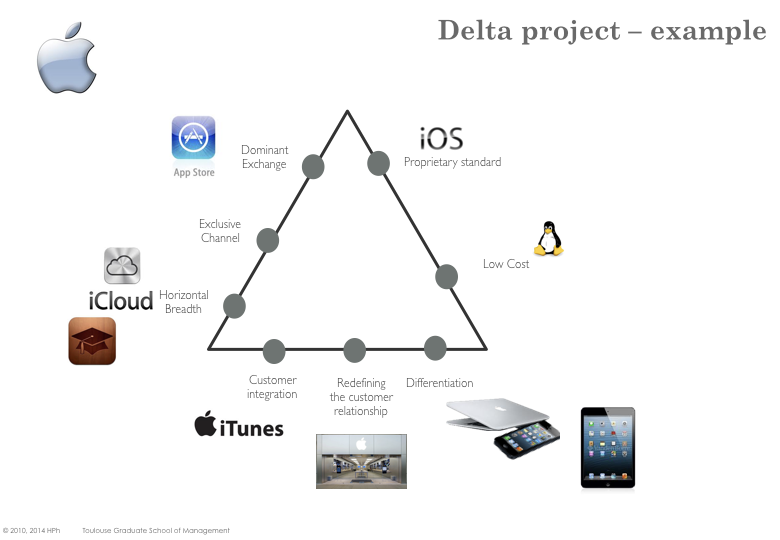 Delta project – example
App Store
Dominant
Exchange
iOS
Proprietary standard
Exclusive
Channel
Low Cost
iCloud
Horizontal
Breadth
Customer
integration
Redefining
the customer
relationship
Differentiation
iTunes
© 2010, 2014 HPh Toulouse Graduate School of Management